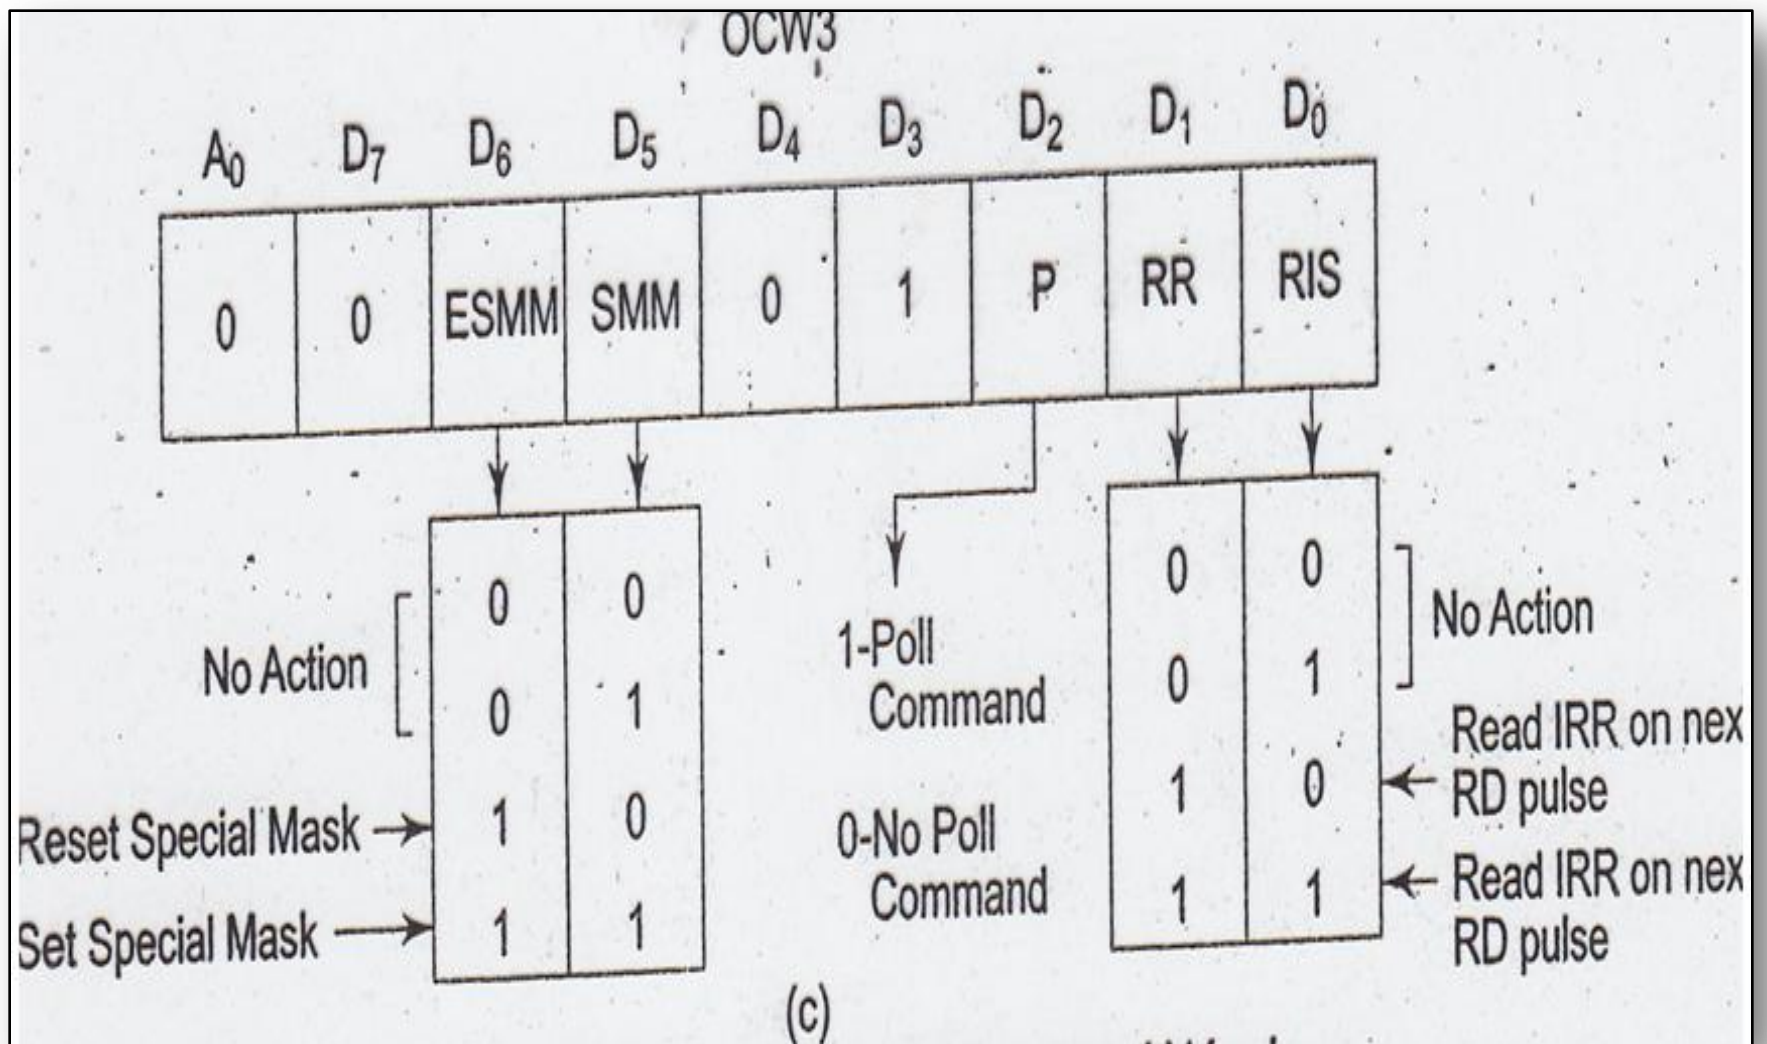 OCW3
A0 D7 D6 D5 D4 D3 D2 D1 D0
0 0 ESMM SMM 0 1 P RR RIS
0 0
0 1
1 0
1 1
No Action
Reset Special Mask
Set Special Mask
1-Poll
Command
0-No Poll
Command
0 0
0 1
1 0
1 1
No Action
Read IRR on nex
RD pulse
Read IRR on nex
RD pulse
(c)